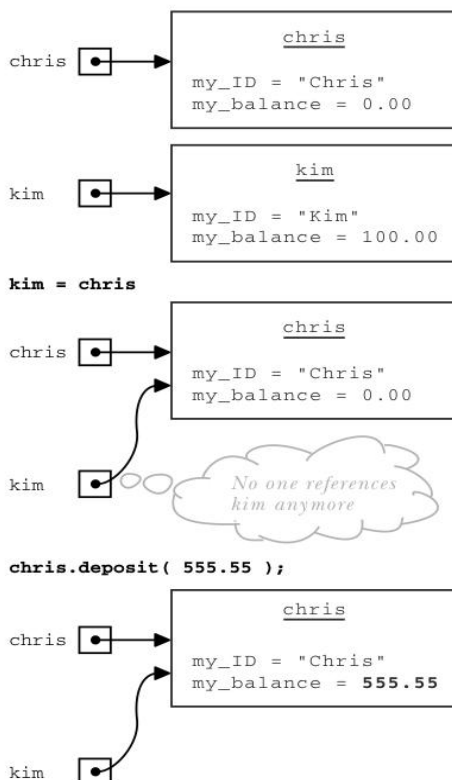 chris
chris
my_ID = "Chris"
my_balance = 0.00
kim
kim
my_ID = "Kim"
my_balance = 100.00
kim = chris
chris
chris
my_ID = "Chris"
my_balance = 0.00
kim
No one references
kim anymore
chris.deposit( 555.55 );
chris
chris
my_ID = "Chris"
my_balance = 555.55
kim